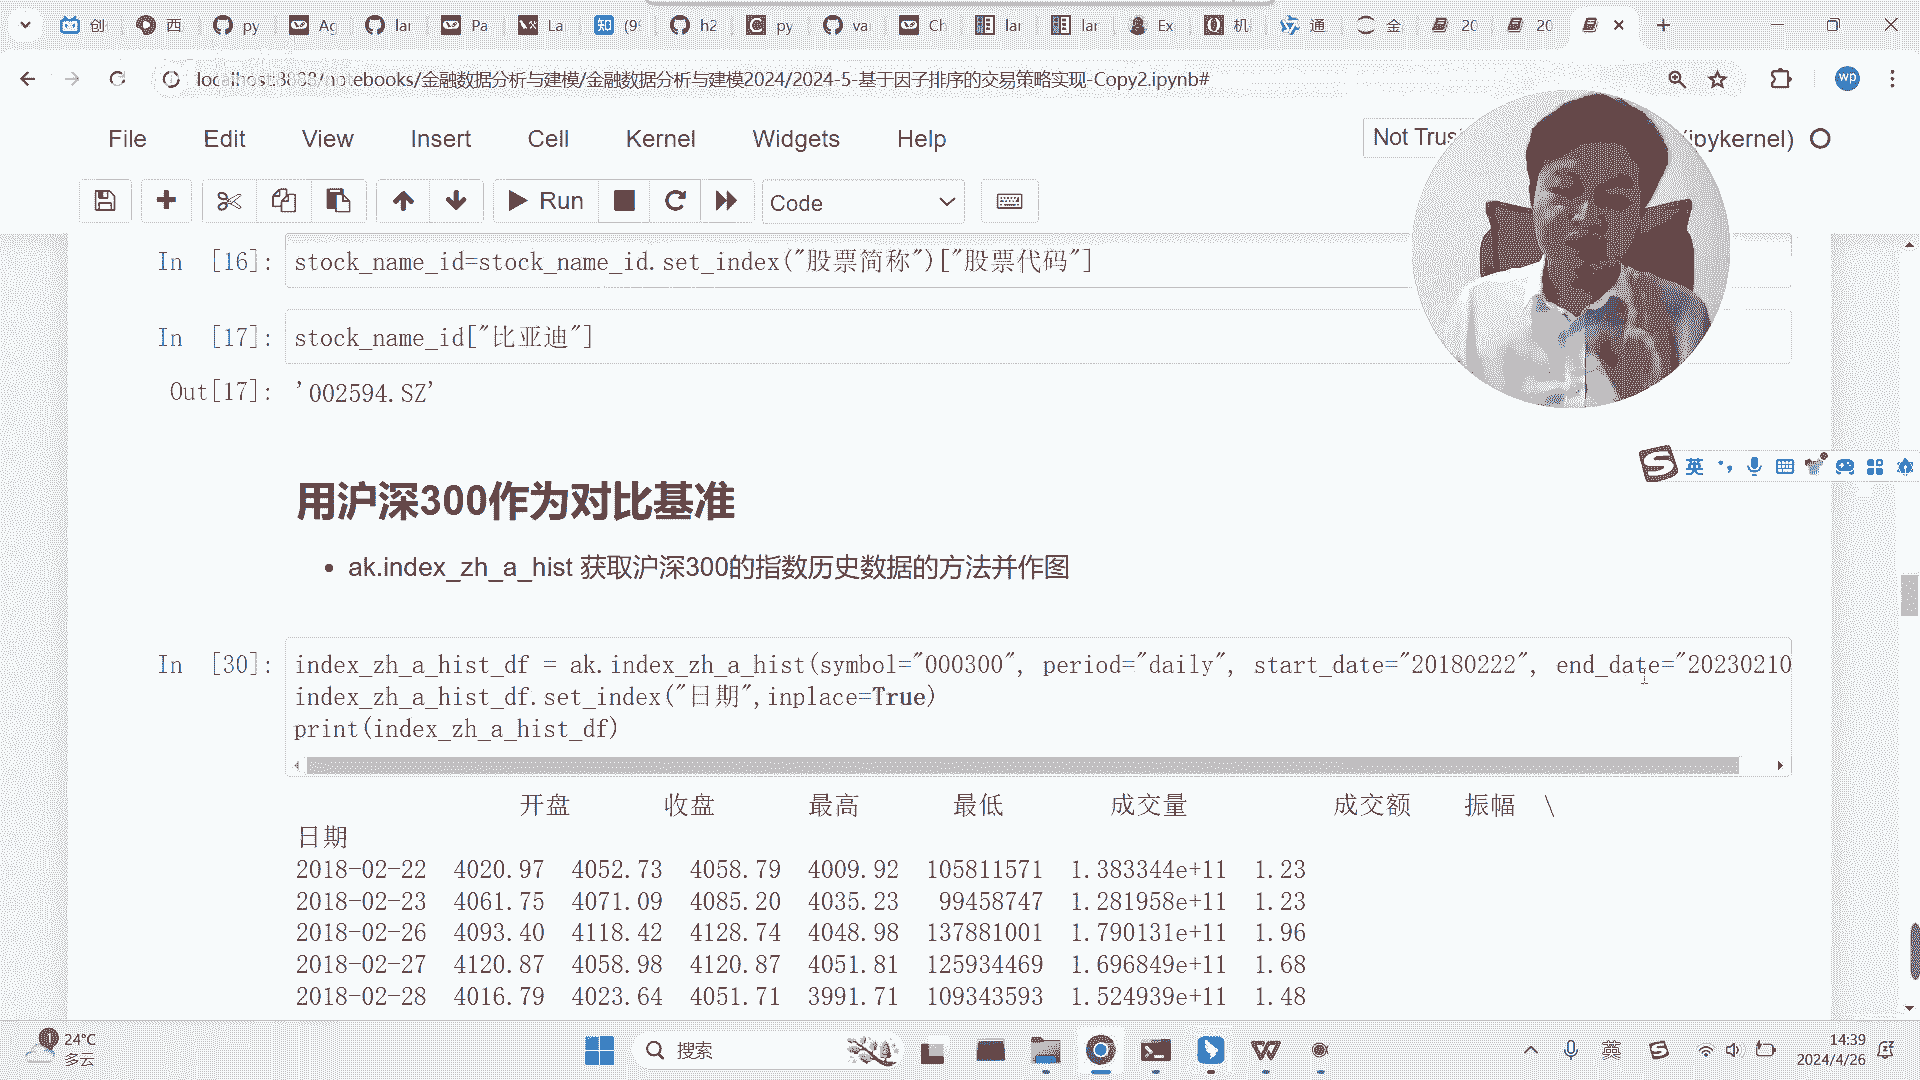 创 西 py Ag lar Pa La 知 (9 h2 py va Ch lar lar Ex 机 通 金 20 20
localhost:8888/notebooks/金融数据分析与建模/金融数据分析与建模2024/2024-5-基于因子排序的交易策略实现-Copy2.ipynb#
wp
File Edit View Insert Cell Kernel Widgets Help
Not Trus (ipykernel)
Run Code
In [16]: stock_name_id=stock_name_id.set_index("股票简称")["股票代码"]
In [17]: stock_name_id["比亚迪"]
Out[17]: '002594.SZ'
英
用沪深300作为对比基准
• ak.index_zh_a_hist 获取沪深300的指数历史数据的方法并作图
In [30]: index_zh_a_hist_df = ak.index_zh_a_hist(symbol="000300", period="daily", start_date="20180222", end_date="20230210
index_zh_a_hist_df.set_index("日期",inplace=True)
print(index_zh_a_hist_df)
开盘 收盘 最高 最低 成交量 成交额 振幅 \
日期
2018-02-22 4020.97 4052.73 4058.79 4009.92 105811571 1.383344e+11 1.23
2018-02-23 4061.75 4071.09 4085.20 4035.23 99458747 1.281958e+11 1.23
2018-02-26 4093.40 4118.42 4128.74 4048.98 137881001 1.790131e+11 1.96
2018-02-27 4120.87 4058.98 4120.87 4051.81 125934469 1.696849e+11 1.68
2018-02-28 4016.79 4023.64 4051.71 3991.71 109343593 1.524939e+11 1.48
1 24°C
多云
搜索
英
14:39
2024/4/26